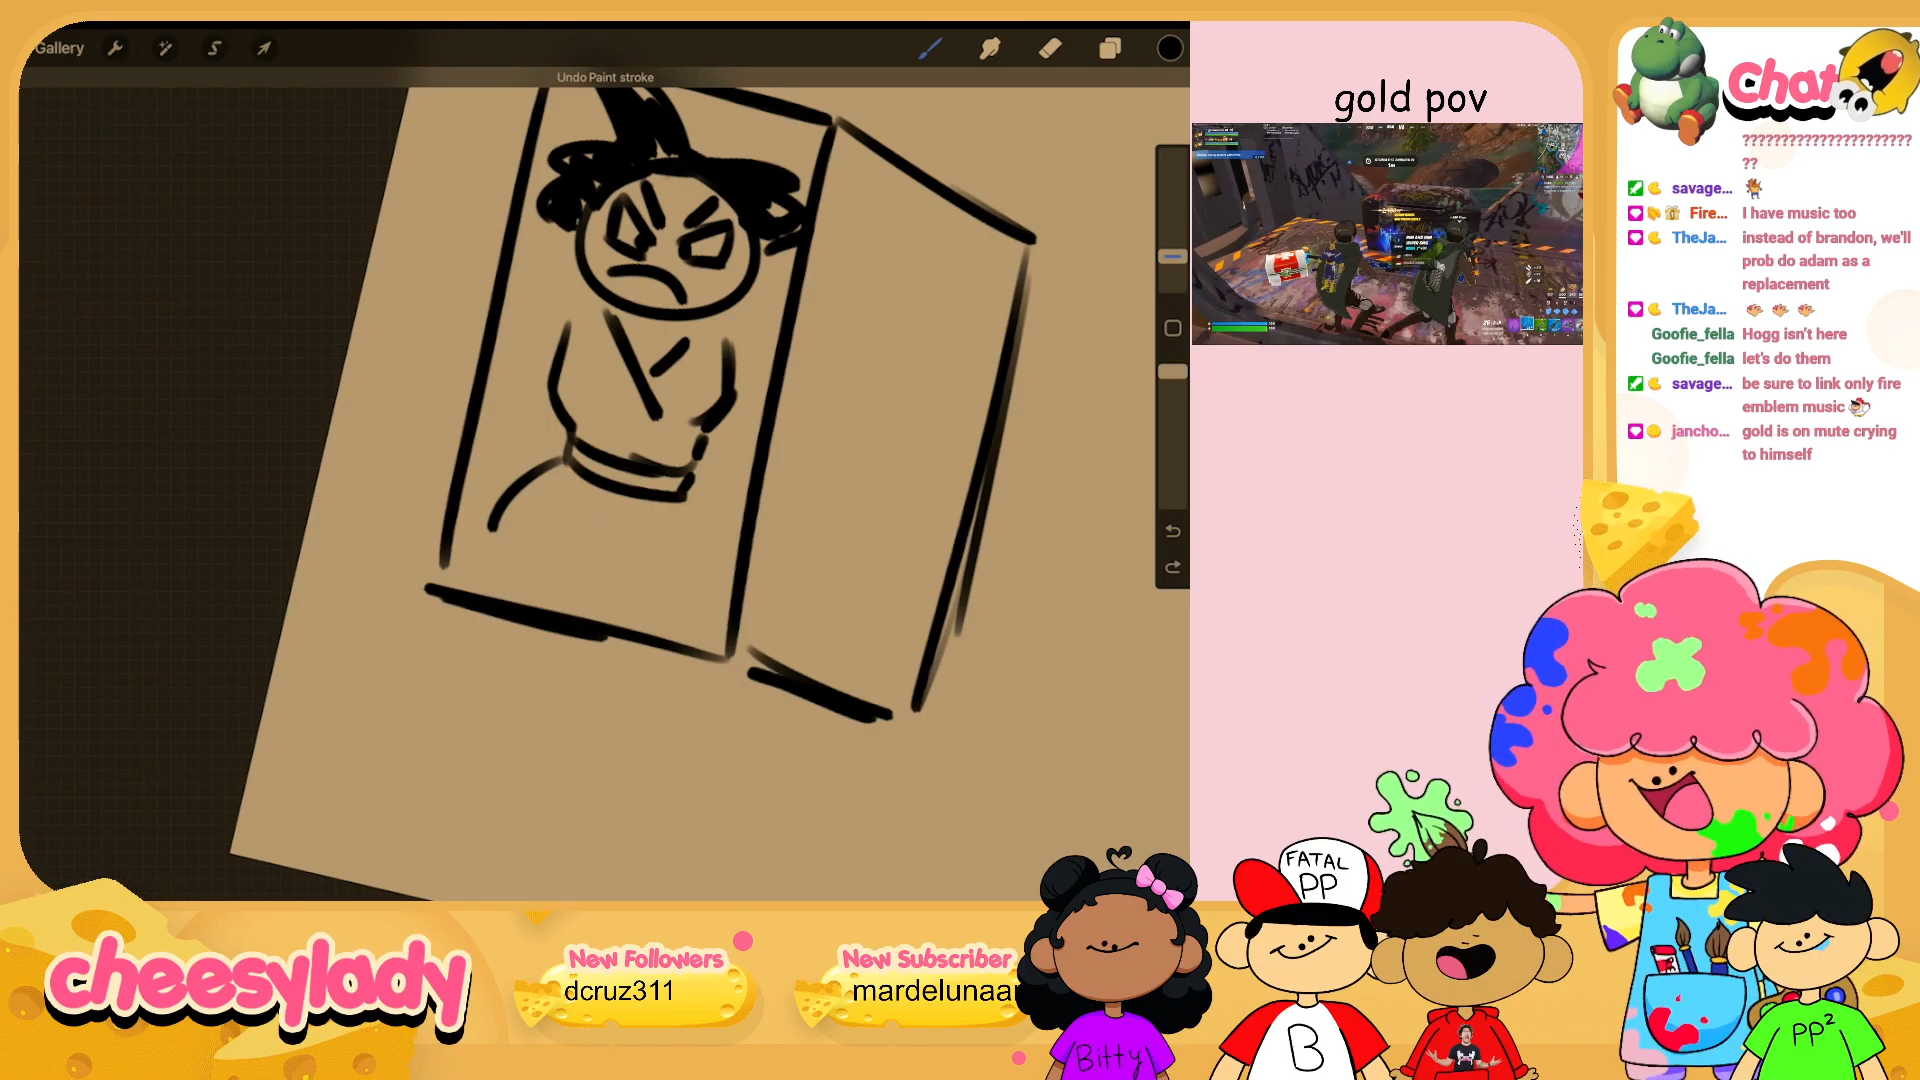 Gallery
Undo Paint stroke
gold pov
Chat
??????????????????????
??
savage...
Fire... I have music too
TheJa... instead of brandon, we'll
prob do adam as a
replacement
TheJa...
Goofie_fella Hogg isn't here
Goofie_fella let's do them
savage... be sure to link only fire
emblem music
jancho... gold is on mute crying
to himself
cheesylady
New Followers
dcruz311
New Subscriber
mardelunaar
FATAL
PP
Bitty
B
PP²